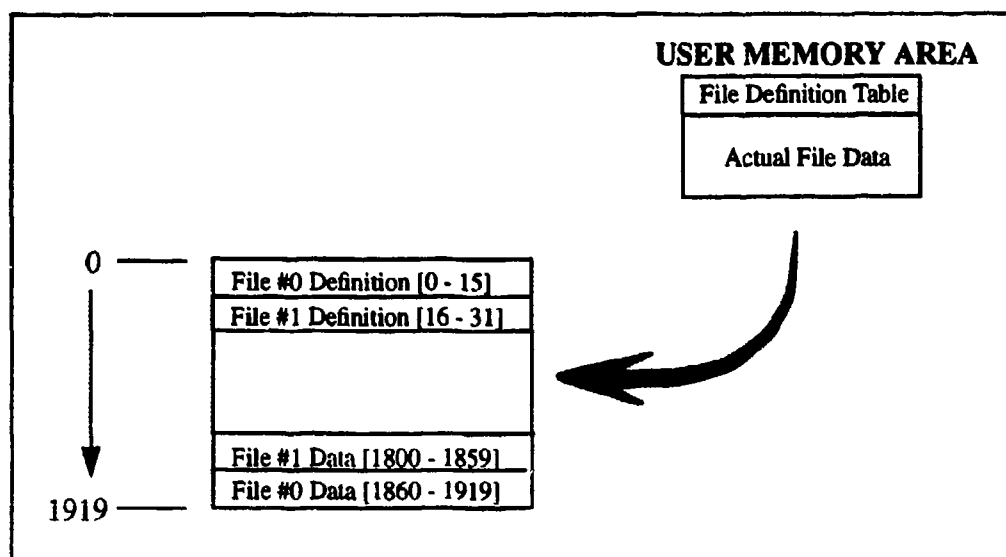 USER MEMORY AREA
File Definition Table
Actual File Data
0
File #0 Definition [0 - 15]
File #1 Definition [16 - 31]
File #1 Data [1800 - 1859]
File #0 Data [1860 - 1919]
1919